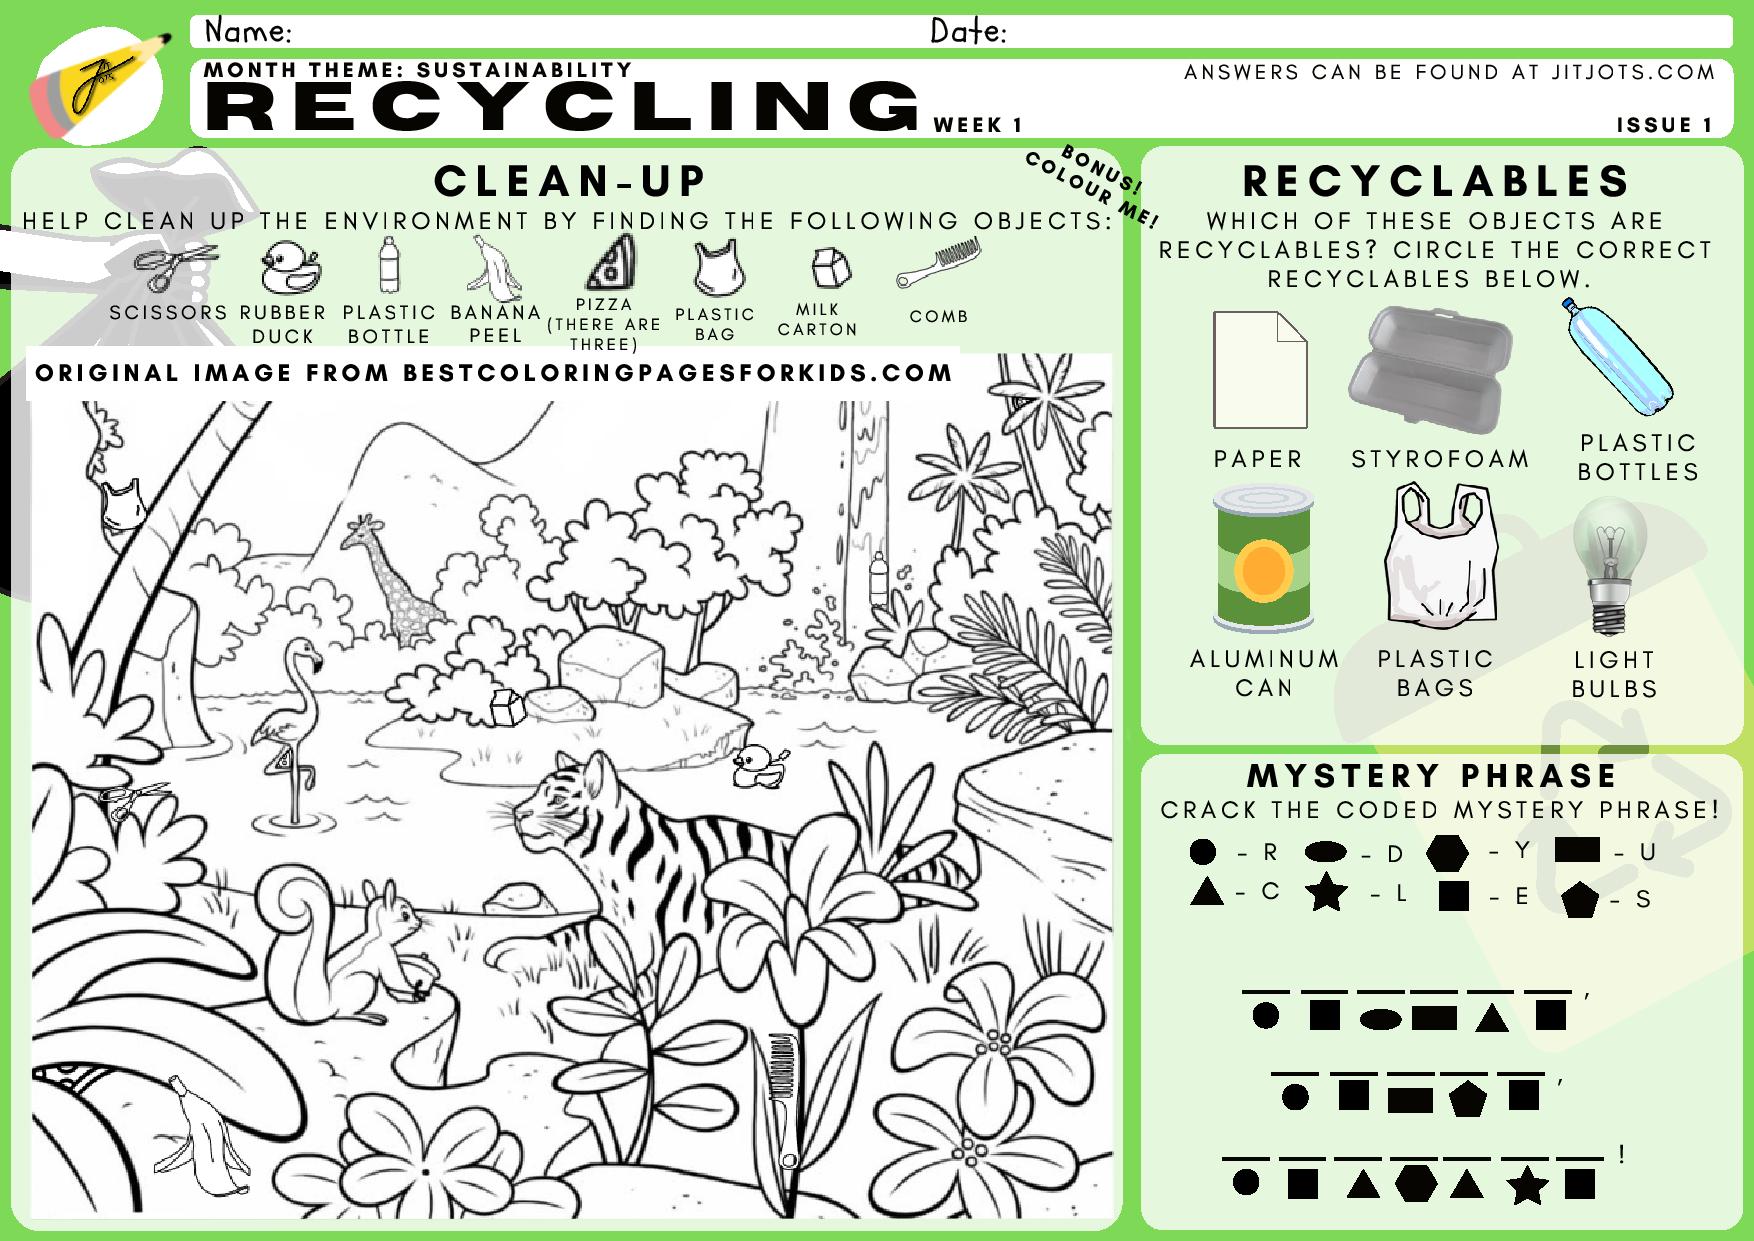 Name:
Date:
MONTH THEME: SUSTAINABILITY
ANSWERS CAN BE FOUND AT JITJOTS.COM
RECYCLING WEEK 1
ISSUE 1
CLEAN-UP
BONUS!
COLOUR ME!
HELP CLEAN UP THE ENVIRONMENT BY FINDING THE FOLLOWING OBJECTS:
SCISSORS
RUBBER
DUCK
PLASTIC
BOTTLE
BANANA
PEEL
PIZZA
(THERE ARE
THREE)
PLASTIC
BAG
MILK
CARTON
COMB
ORIGINAL IMAGE FROM BESTCOLORINGPAGESFORKIDS.COM
RECYCLABLES
WHICH OF THESE OBJECTS ARE
RECYCLABLES? CIRCLE THE CORRECT
RECYCLABLES BELOW.
PAPER
STYROFOAM
PLASTIC
BOTTLES
ALUMINUM
CAN
PLASTIC
BAGS
LIGHT
BULBS
MYSTERY PHRASE
CRACK THE CODED MYSTERY PHRASE!
- R - D - Y - U
- C - L - E - S
,
,
!